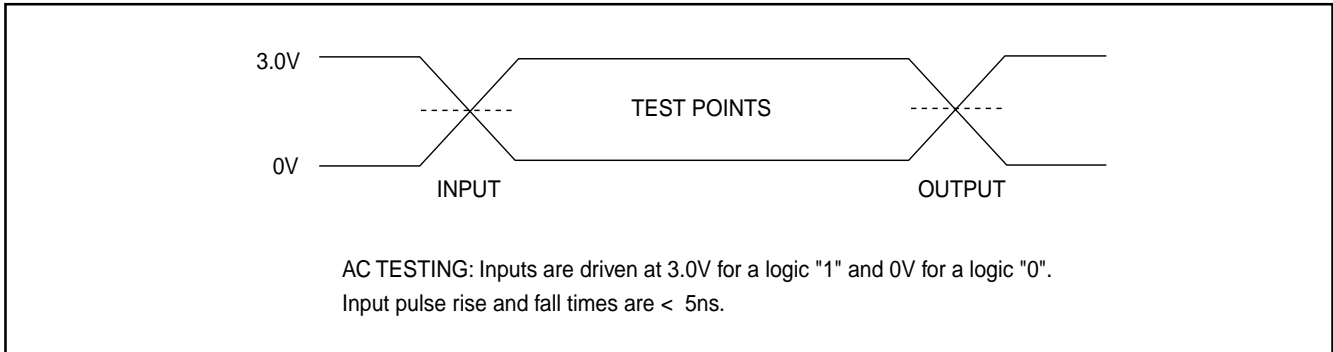 3.0V
TEST POINTS
0V
INPUT
OUTPUT
AC TESTING: Inputs are driven at 3.0V for a logic "1" and 0V for a logic "0".
Input pulse rise and fall times are < 5ns.